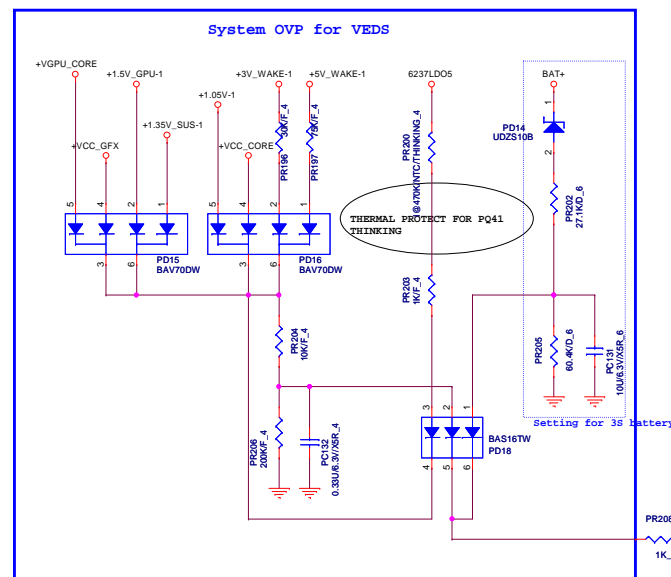 System OVP for VEDS
+VGPU_CORE
+1.5V_GPU-1
+1.35V_SUS-1
+VCC_GFX
+1.05V-1
+3V_WAKE-1
+5V_WAKE-1
+VCC_CORE
6237LDO5
BAT+
PR196
30K/F_4
PR197
PR200
@470K/NTC/THINKING_4
PD14
UDZS10B
1
2
PR202
27.1K/D_6
5
4
2
1
3
6
PD15
BAV70DW
5
4
2
1
3
6
PD16
BAV70DW
THERMAL PROTECT FOR PQ41
THINKING
PR203
1K/F_4
PR204
10K/F_4
PR205
60.4K/D_6
PC131
10U/6.3V/X5R_6
Setting for 3S battery
PR206
200K/F_4
PC132
0.33U/6.3V/X5R_4
3
2
1
4
5
6
BAS16TW
PD18
PR208
1K_